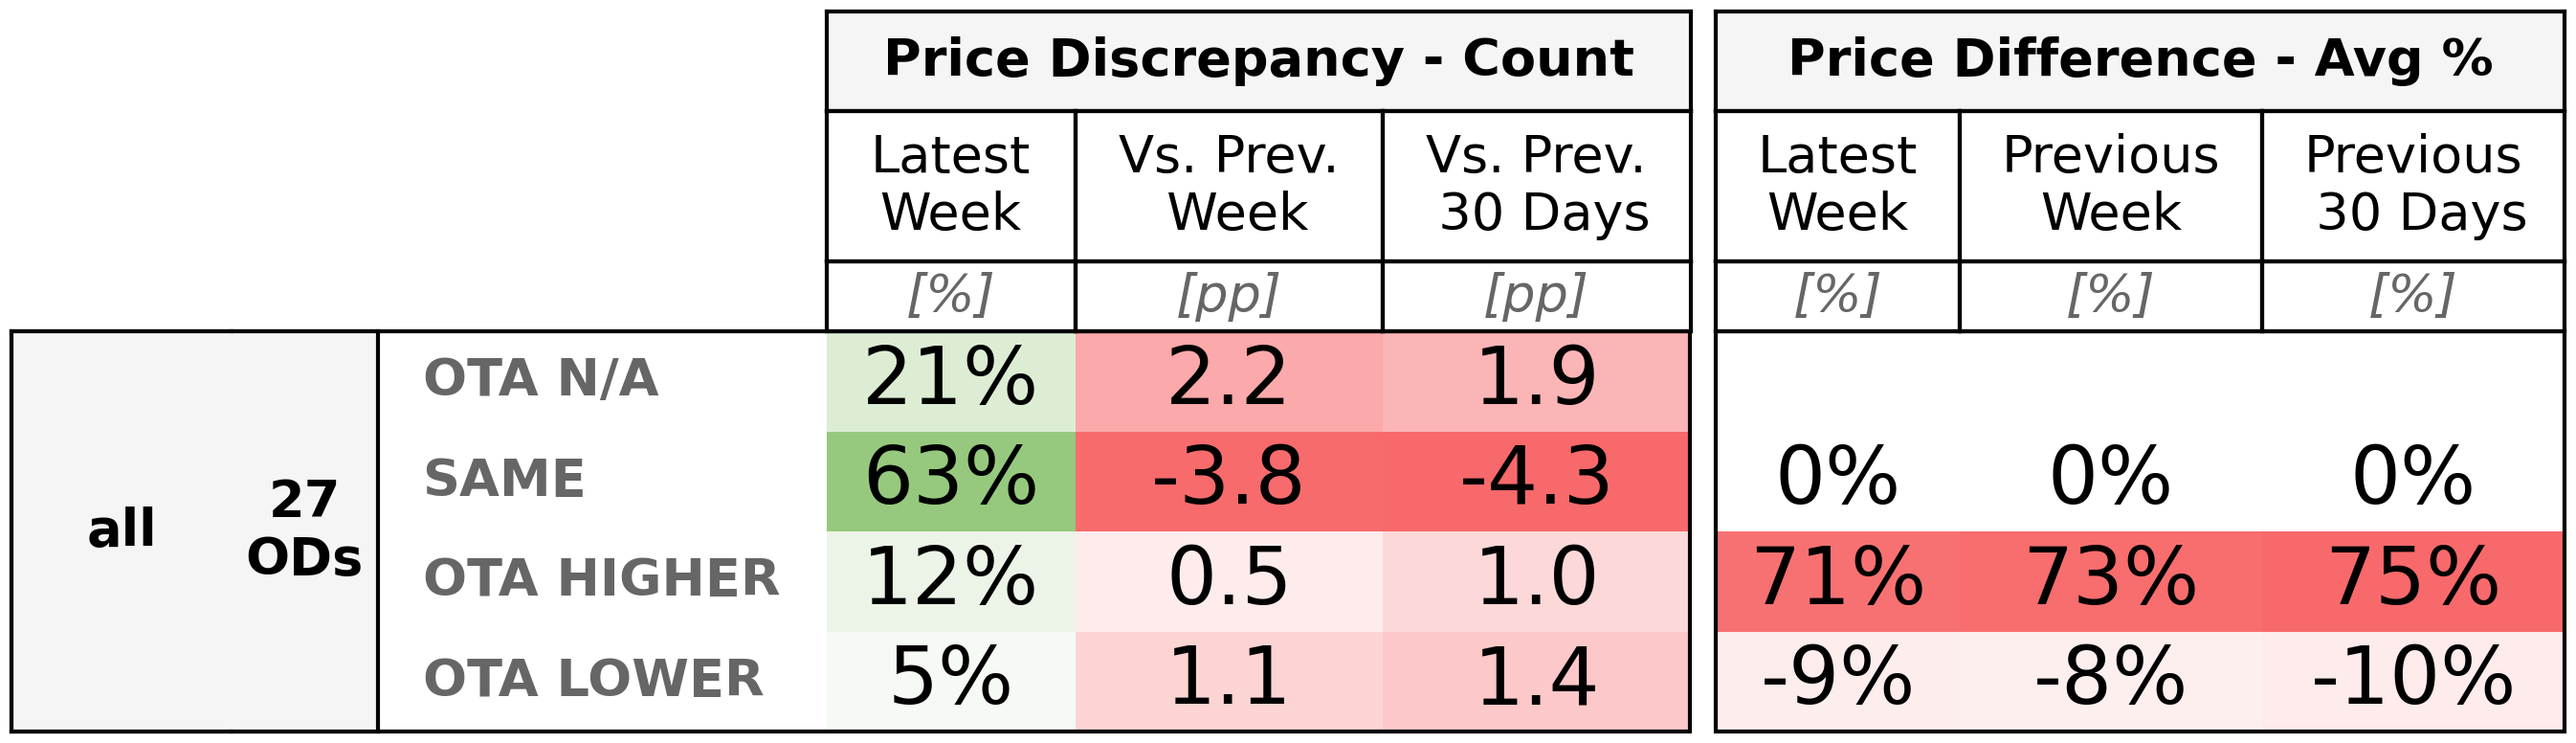 Price Discrepancy - Count Price Difference - Avg %
Latest Week Vs. Prev. Week Vs. Prev. 30 Days Latest Week Previous Week Previous 30 Days
[%] [pp] [pp] [%] [%] [%]
all 27 ODs
OTA N/A 21% 2.2 1.9
SAME 63% -3.8 -4.3 0% 0% 0%
OTA HIGHER 12% 0.5 1.0 71% 73% 75%
OTA LOWER 5% 1.1 1.4 -9% -8% -10%